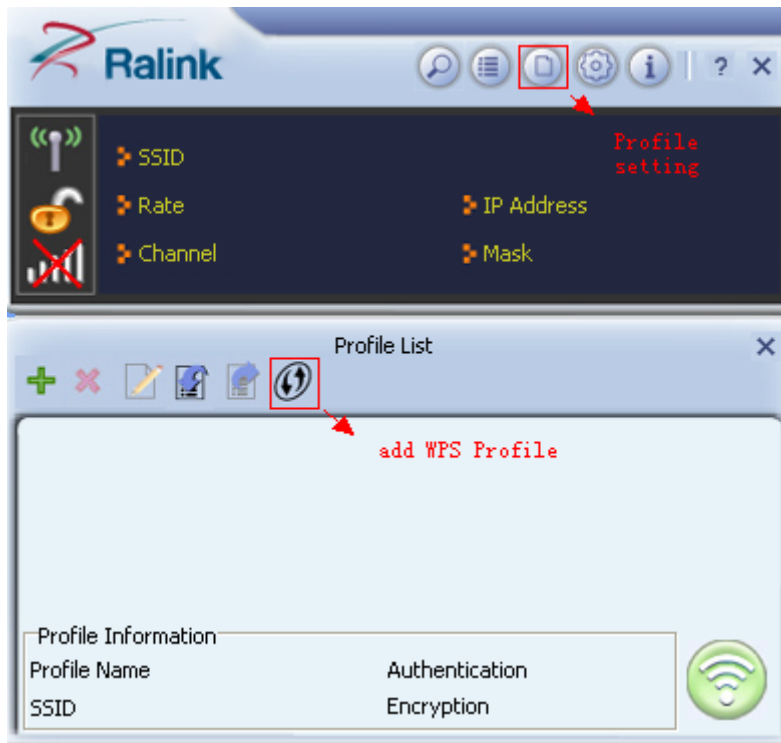 Ralink
i ? ×
Profile
setting
SSID
Rate
IP Address
Channel
Mask
Profile List
add WPS Profile
Profile Information
Profile Name
Authentication
SSID
Encryption